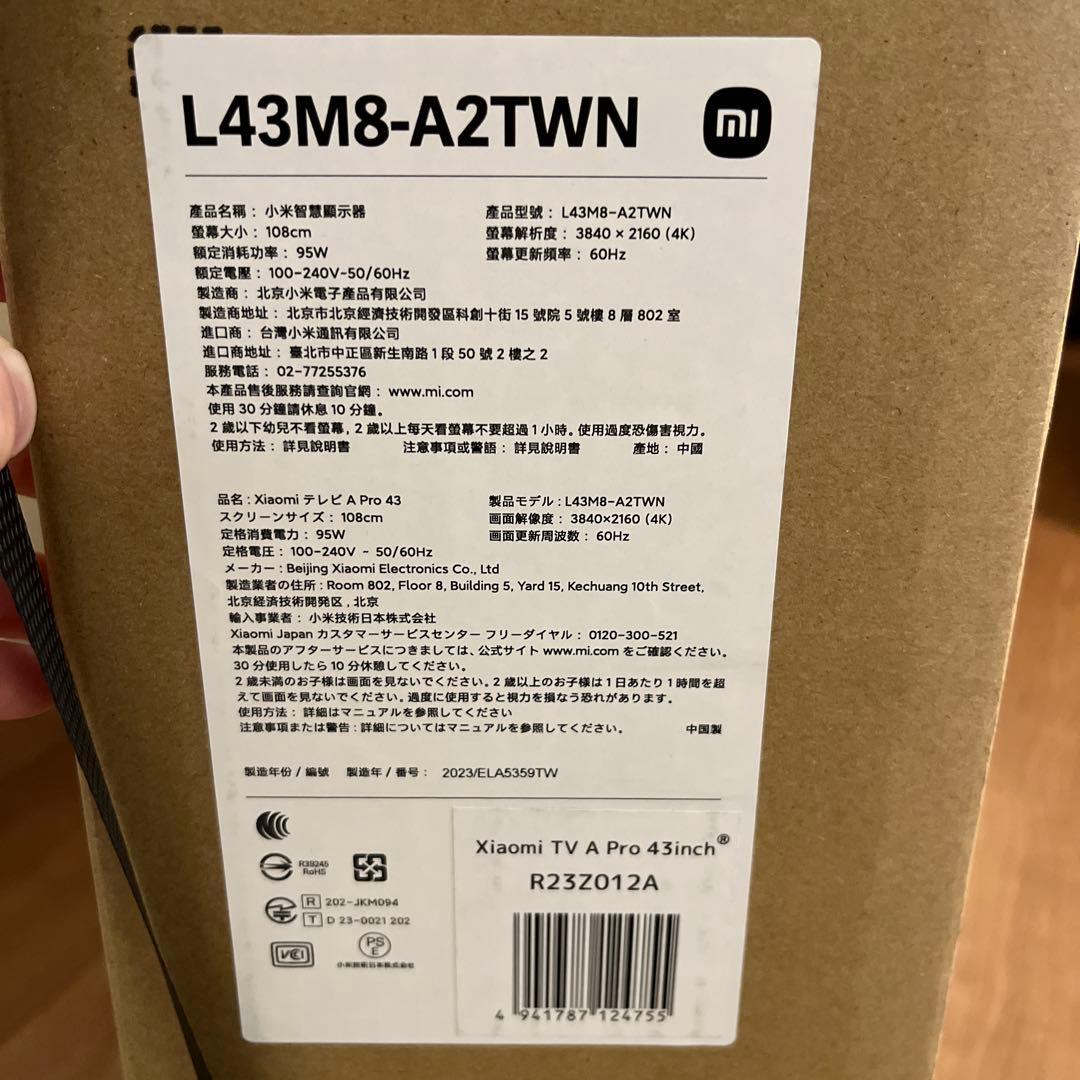 L43M8-A2TWN
mi
產品名稱：小米智慧顯示器
產品型號：L43M8-A2TWN
螢幕大小：108cm
螢幕解析度：3840 × 2160 (4K)
額定消耗功率：95W
螢幕更新頻率：60Hz
額定電壓：100-240V~50/60Hz
製造商：北京小米電子產品有限公司
製造商地址：北京市北京經濟技術開發區科創十街 15 號院 5 號樓 8 層 802 室
進口商：台灣小米通訊有限公司
進口商地址：臺北市中正區新生南路 1 段 50 號 2 樓之 2
服務電話：02-77255376
本產品售後服務請查詢官網：www.mi.com
使用 30 分鐘請休息 10 分鐘。
2 歲以下幼兒不看螢幕，2 歲以上每天看螢幕不要超過 1 小時。使用過度恐傷害視力。
使用方法：詳見說明書 注意事項或警語：詳見說明書 產地：中國
品名：Xiaomi テレビ A Pro 43
製品モデル：L43M8-A2TWN
スクリーンサイズ：108cm
画面解像度：3840×2160 (4K)
定格消費電力：95W
画面更新周波数：60Hz
定格電圧：100-240V ~ 50/60Hz
メーカー：Beijing Xiaomi Electronics Co., Ltd
製造業者の住所：Room 802, Floor 8, Building 5, Yard 15, Kechuang 10th Street,
北京経済技術開発区, 北京
輸入事業者：小米技術日本株式会社
Xiaomi Japan カスタマーサービスセンター フリーダイヤル：0120-300-521
本製品のアフターサービスにつきましては、公式サイト www.mi.com をご確認ください。
30 分使用したら 10 分休憩してください。
2 歳未満のお子様は画面を見ないでください。2 歳以上のお子様は 1 日あたり 1 時間を超
えて画面を見ないでください。過度に使用すると視力を損なう恐れがあります。
使用方法：詳細はマニュアルを参照してください
注意事項または警告：詳細についてはマニュアルを参照してください。 中国製
製造年份 / 編號 製造年 / 番号：2023/ELA5359TW
R39245
RoHS
R 202-JKM094
T D 23-0021 202
VCI
PS
E
小米技術日本株式会社
Xiaomi TV A Pro 43inch®
R23Z012A
4 941787 124755